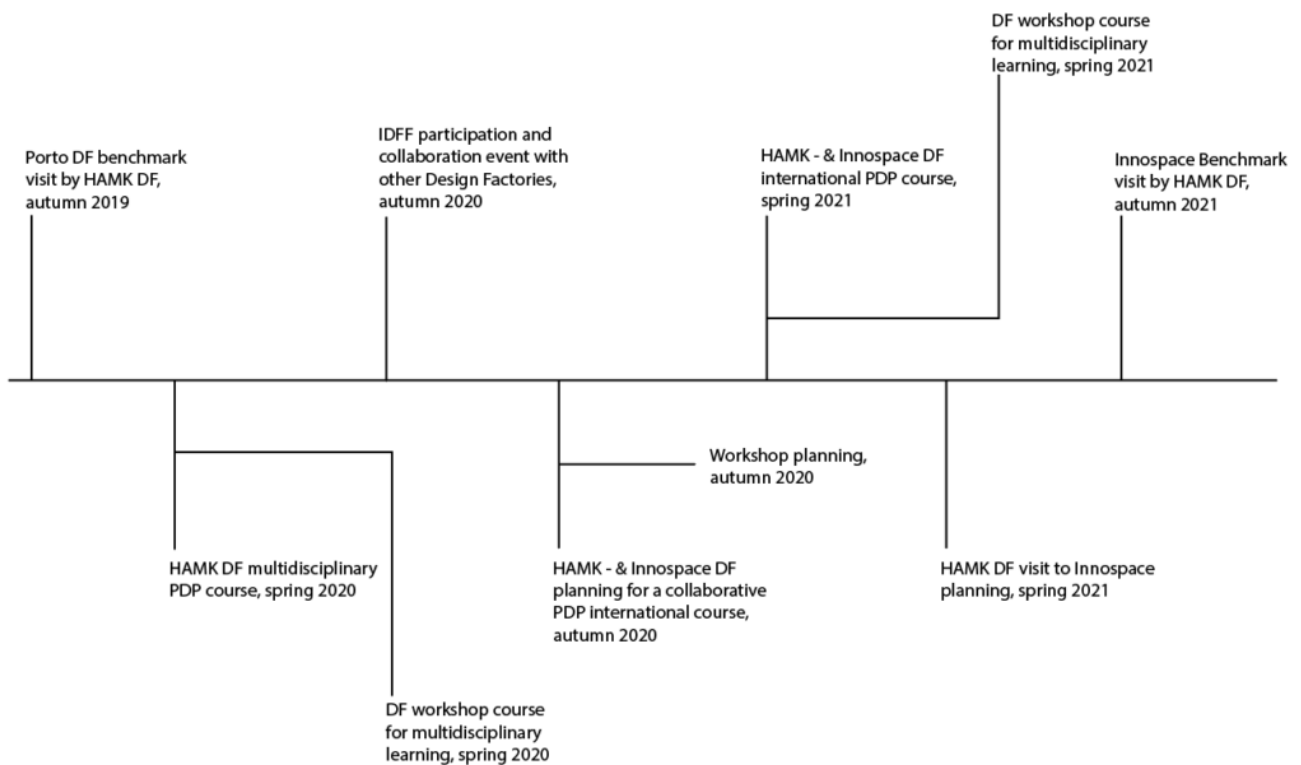 DF workshop course
for multidisciplinary
learning, spring 2021
IDFF participation and
collaboration event with
other Design Factories,
autumn 2020
Porto DF benchmark
visit by HAMK DF,
autumn 2019
HAMK - & Innospace DF
international PDP course,
spring 2021
Innospace Benchmark
visit by HAMK DF,
autumn 2021
Workshop planning,
autumn 2020
HAMK DF multidisciplinary
PDP course, spring 2020
HAMK - & Innospace DF
planning for a collaborative
PDP international course,
autumn 2020
HAMK DF visit to Innospace
planning, spring 2021
DF workshop course
for multidisciplinary
learning, spring 2020